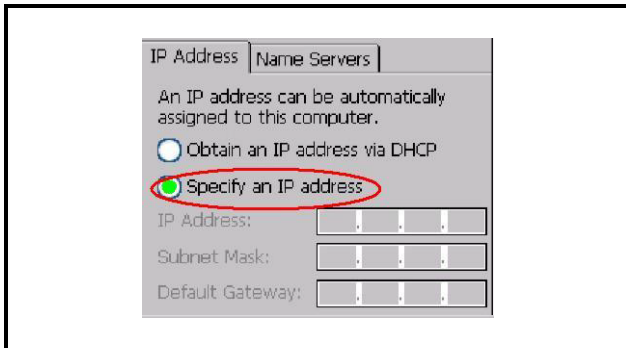 IP Address Name Servers
An IP address can be automatically
assigned to this computer.
Obtain an IP address via DHCP
Specify an IP address
IP Address: . . .
Subnet Mask: . . .
Default Gateway: . . .